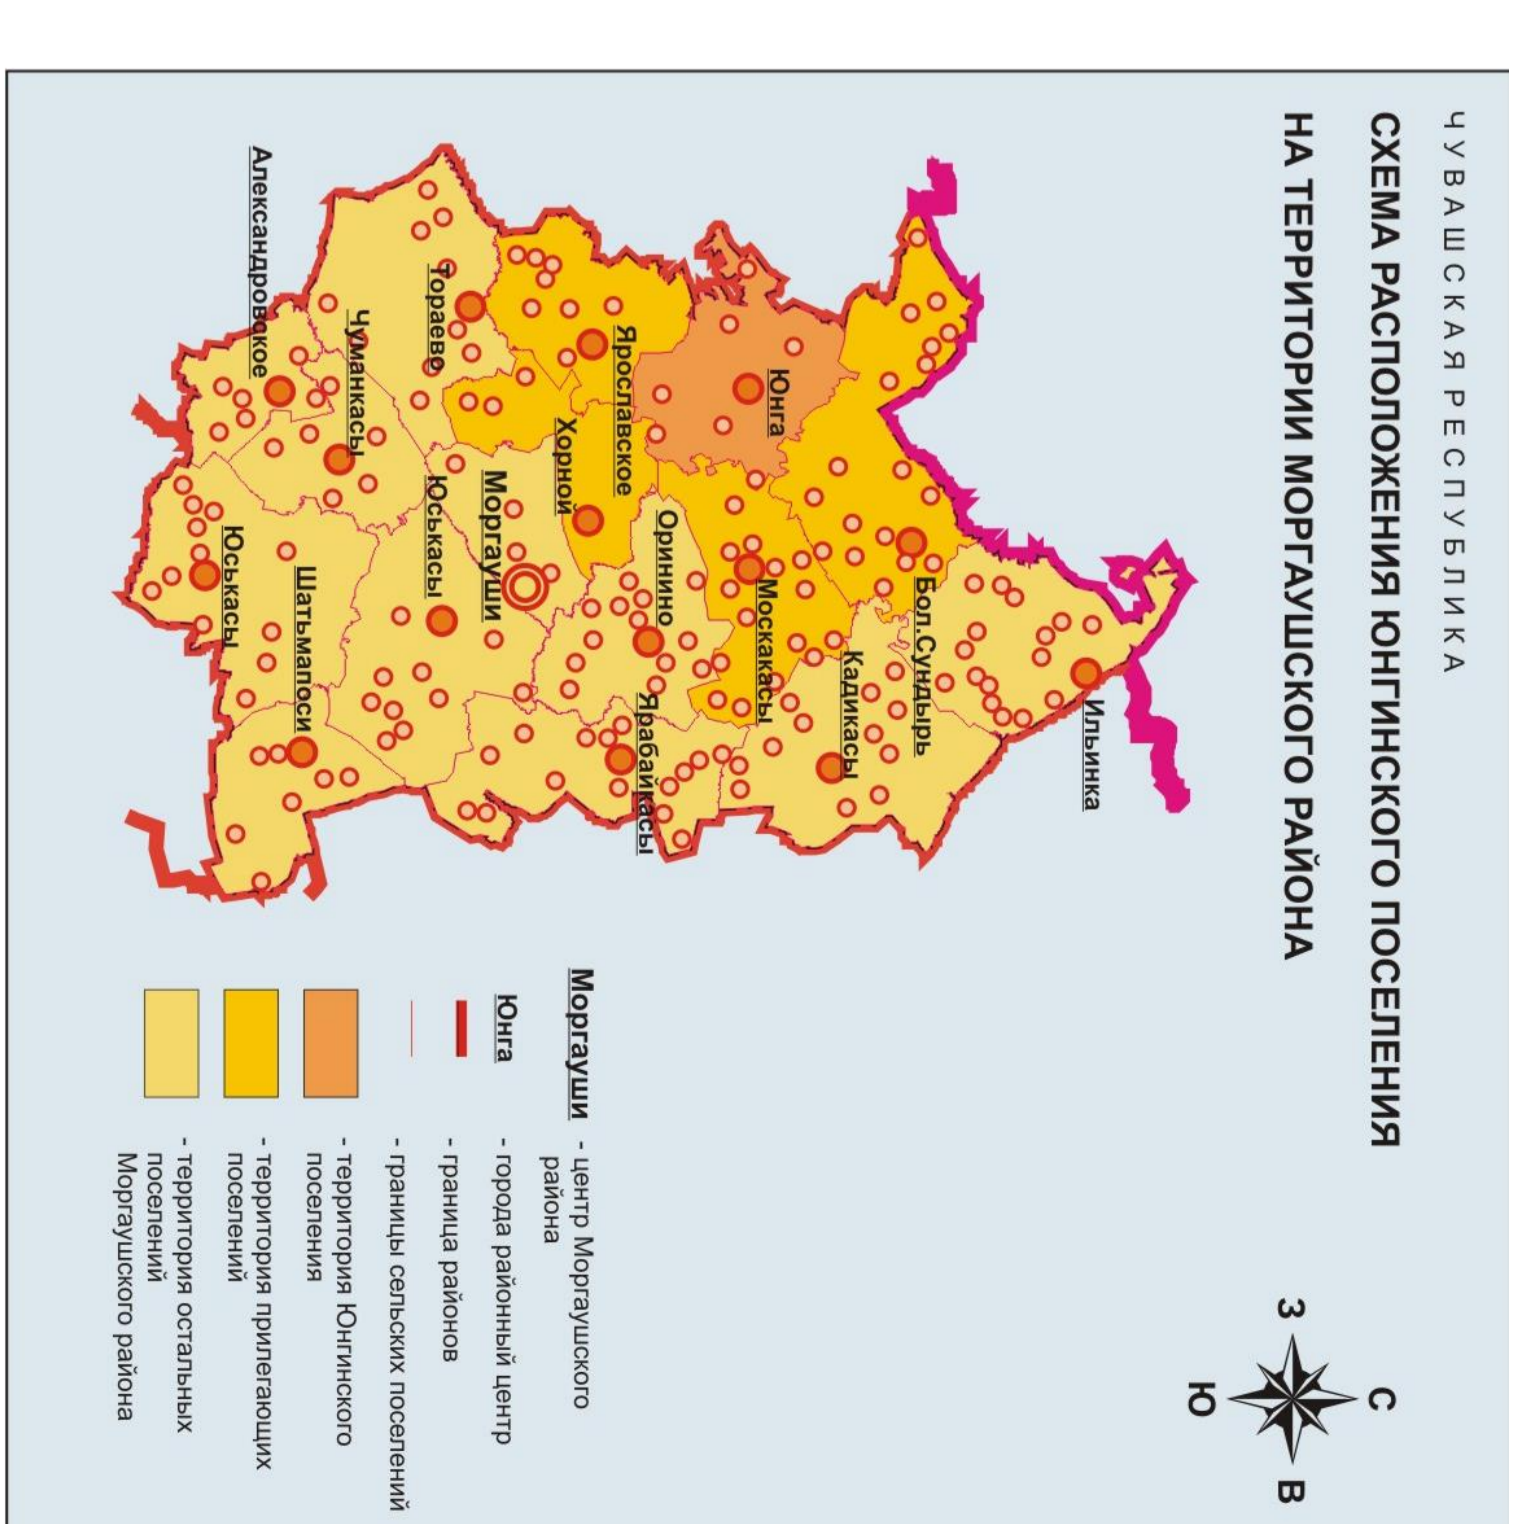 ЧУВАШСКАЯ РЕСПУБЛИКА
СХЕМА РАСПОЛОЖЕНИЯ ЮНГИНСКОГО ПОСЕЛЕНИЯ
НА ТЕРРИТОРИИ МОРГАУШСКОГО РАЙОНА
С
З
В
Ю
Ильинка
Бол.Сундырь
Кадикасы
Юнга
Москакасы
Оринино
Ярабайкасы
Ярославское
Хорной
Моргауши
Тораево
Юськасы
Чуманкасы
Шатьмапоси
Александровское
Юськасы
Моргауши - центр Моргаушского
района
Юнга - города районный центр
- граница районов
- границы сельских поселений
- территория Юнгинского
поселения
- территория прилегающих
поселений
- территория остальных
поселений
Моргаушского района